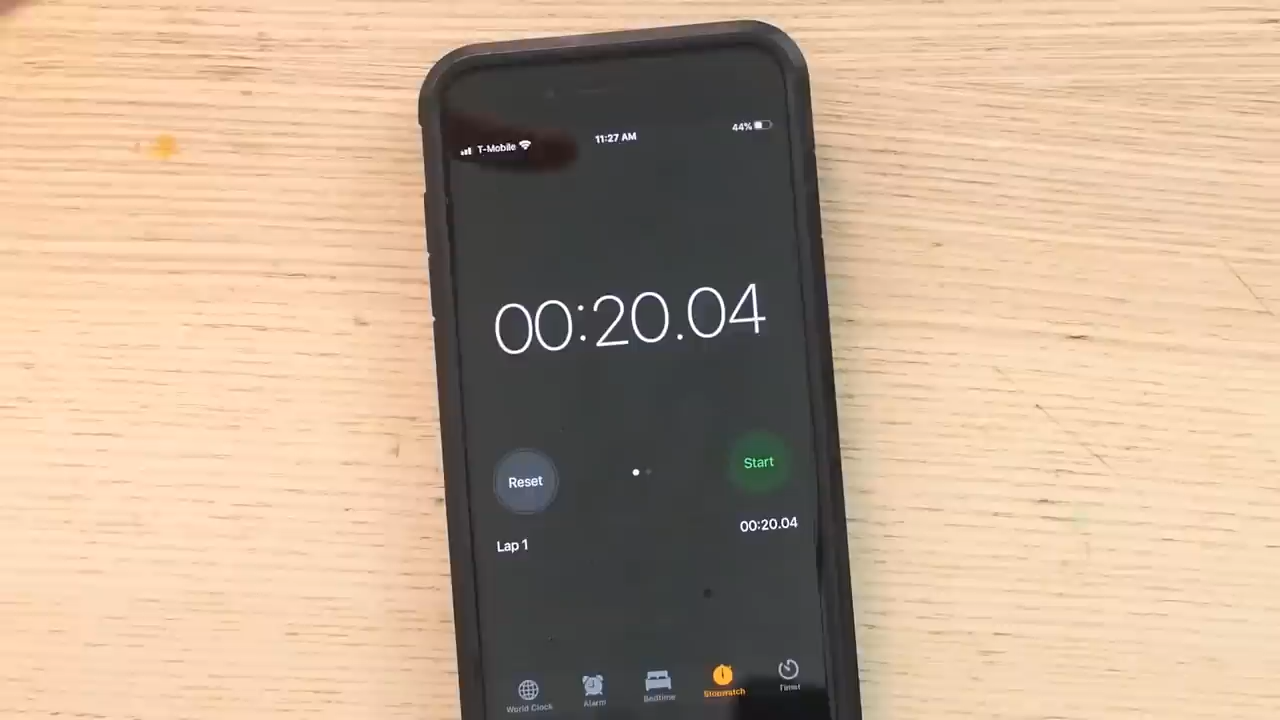 T-Mobile 11:27 AM 44%
00:20.04
Reset Start
Lap 1 00:20.04
World Clock Alarm Bedtime Stopwatch Timer